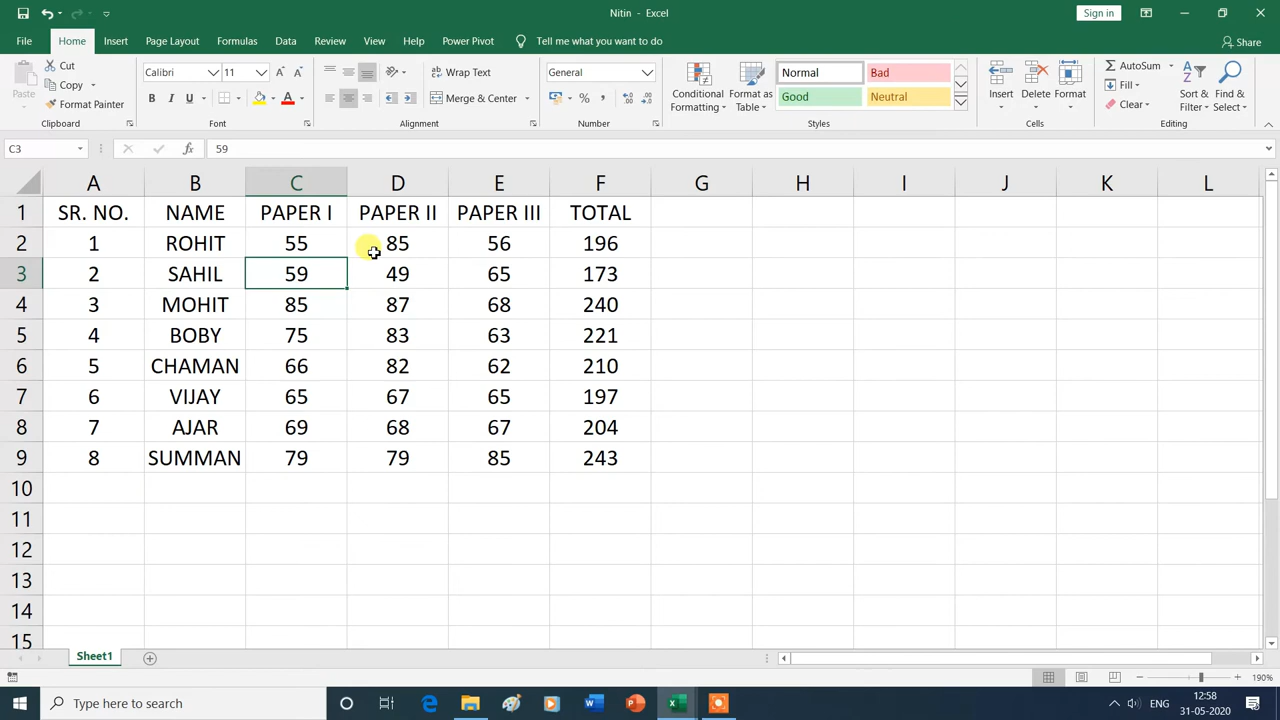 Nitin - Excel
Sign in
File Home Insert Page Layout Formulas Data Review View Help Power Pivot Tell me what you want to do Share
Paste
Cut
Copy
Format Painter
Clipboard
Calibri 11
B I U
Font
Wrap Text
Merge & Center
Alignment
General
%
Number
Conditional Formatting
Format as Table
Normal Bad
Good Neutral
Styles
Insert Delete Format
Cells
AutoSum
Fill
Clear
Sort & Filter
Find & Select
Editing
C3 fx 59
A B C D E F G H I J K L
1 SR. NO. NAME PAPER I PAPER II PAPER III TOTAL
2 1 ROHIT 55 85 56 196
3 2 SAHIL 59 49 65 173
4 3 MOHIT 85 87 68 240
5 4 BOBY 75 83 63 221
6 5 CHAMAN 66 82 62 210
7 6 VIJAY 65 67 65 197
8 7 AJAR 69 68 67 204
9 8 SUMMAN 79 79 85 243
10
11
12
13
14
15
Sheet1
190%
Type here to search
ENG
12:58
31-05-2020